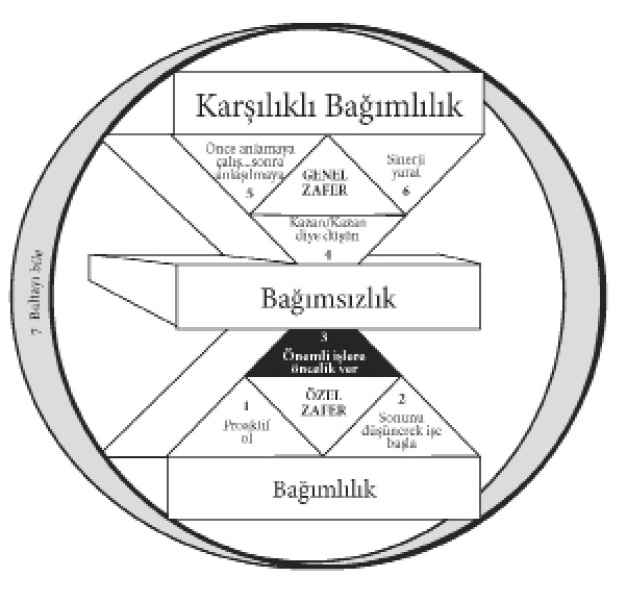 Karşılıklı Bağımlılık
Önce anlamaya
çalış...sonra
anlaşılmaya
5
GENEL
ZAFER
Sinerji
yarat
6
Kazan/Kazan
diye düşün
4
7 Baltayı bile
Bağımsızlık
3
Önemli işlere
öncelik ver
1
Proaktif
ol
ÖZEL
ZAFER
2
Sonunu
düşünerek işe
başla
Bağımlılık